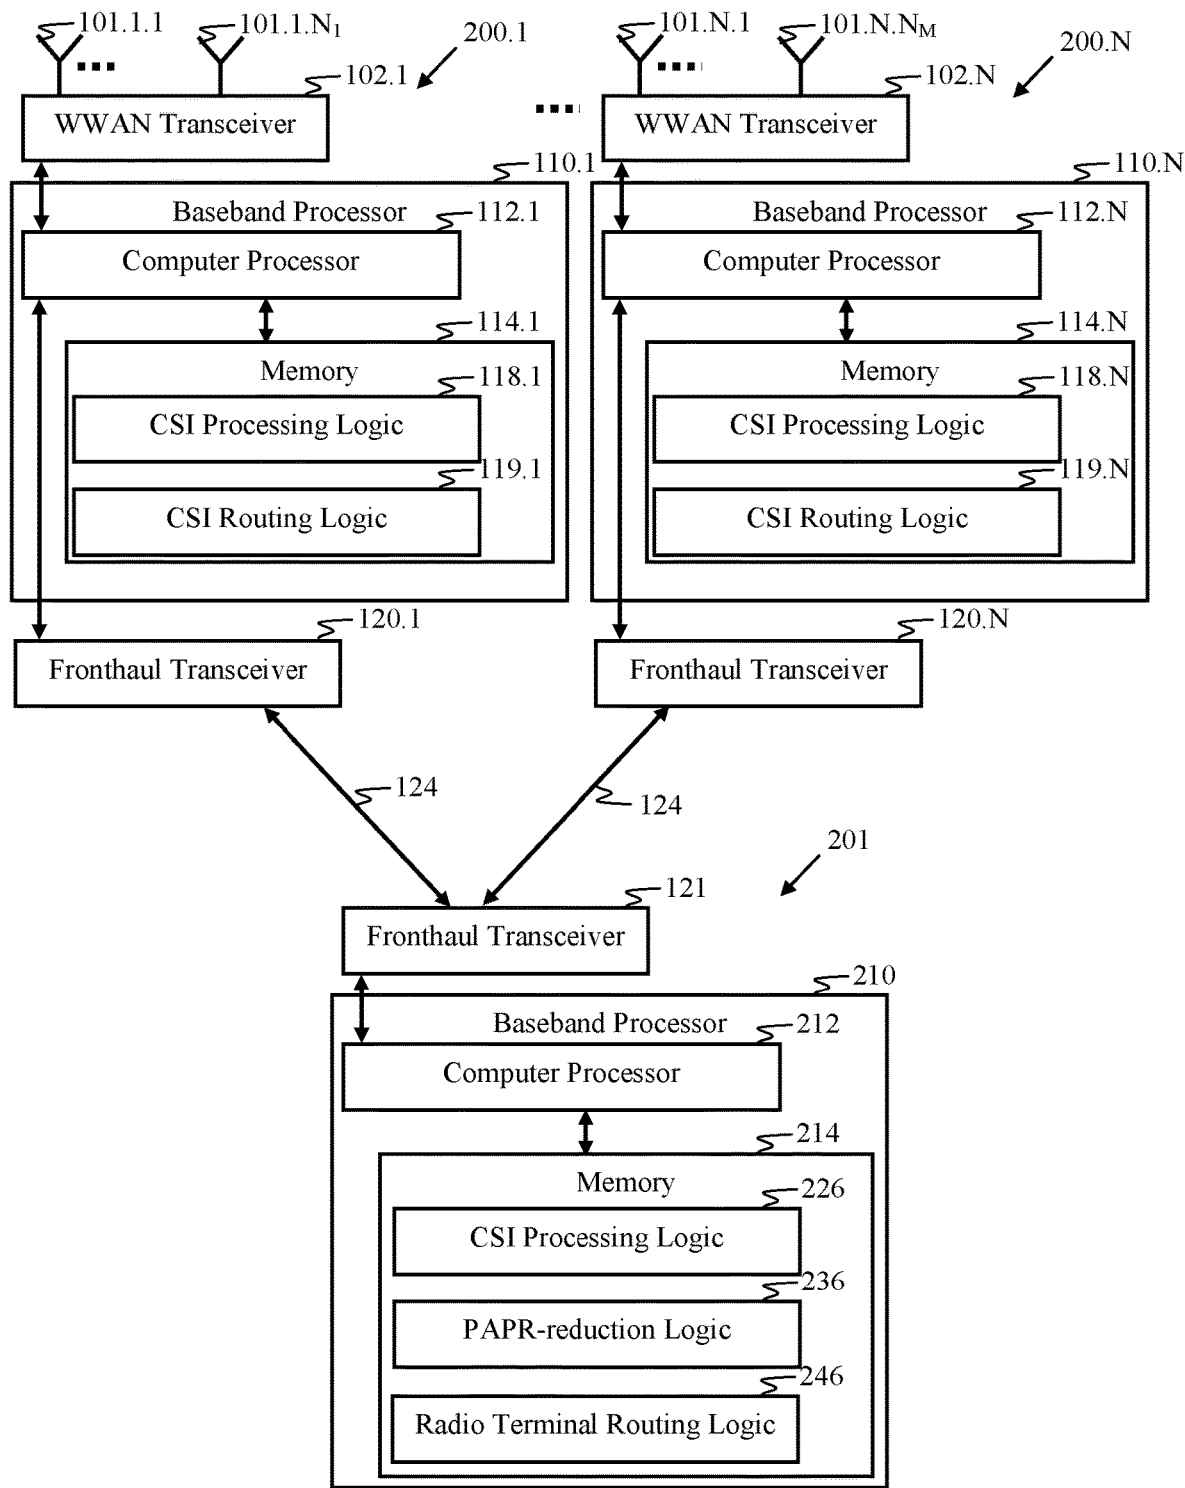 101.1.1 101.1.N1 200.1 101.N.1 101.N.NM 200.N
102.1 102.N
WWAN Transceiver WWAN Transceiver
110.1 110.N
Baseband Processor 112.1 Baseband Processor 112.N
Computer Processor Computer Processor
114.1 114.N
Memory 118.1 Memory 118.N
CSI Processing Logic CSI Processing Logic
119.1 119.N
CSI Routing Logic CSI Routing Logic
120.1 120.N
Fronthaul Transceiver Fronthaul Transceiver
124 124
201
121
Fronthaul Transceiver
210
Baseband Processor 212
Computer Processor
214
Memory 226
CSI Processing Logic
236
PAPR-reduction Logic
246
Radio Terminal Routing Logic